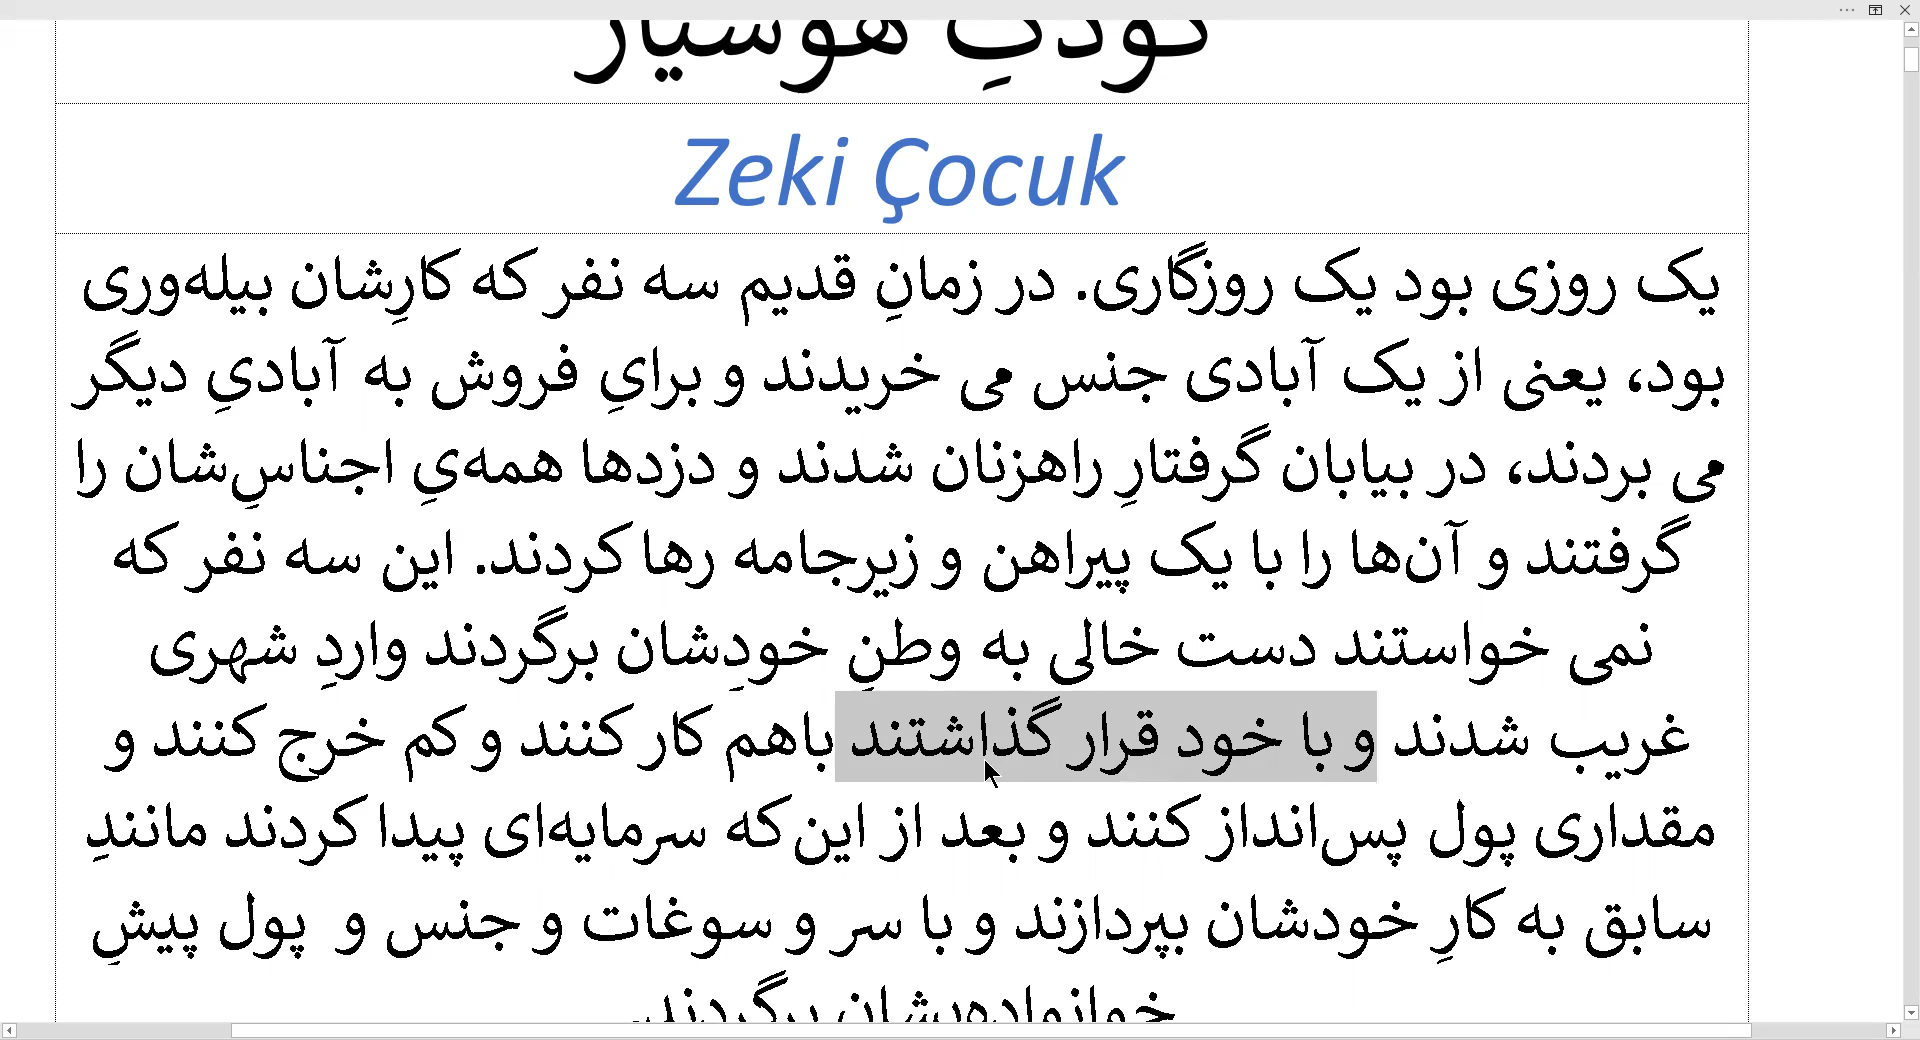 کودکِ هوشیار
Zeki Çocuk
یک روزی بود یک روزگاری. در زمانِ قدیم سه نفر که کارِشان بیله‌وری
بود، یعنی از یک آبادی جنس می خریدند و برایِ فروش به آبادیِ دیگر
می بردند، در بیابان گرفتارِ راهزنان شدند و دزدها همه‌یِ اجناسِ‌شان را
گرفتند و آن‌ها را با یک پیراهن و زیرجامه رها کردند. این سه نفر که
نمی خواستند دست خالی به وطنِ خودِشان برگردند واردِ شهری
غریب شدند و با خود قرار گذاشتند باهم کار کنند و کم خرج کنند و
مقداری پول پس‌انداز کنند و بعد از این‌که سرمایه‌ای پیدا کردند مانندِ
سابق به کارِ خودشان بپردازند و با سر و سوغات و جنس و پول پیشِ
خوانواده‌یشان برگردند.